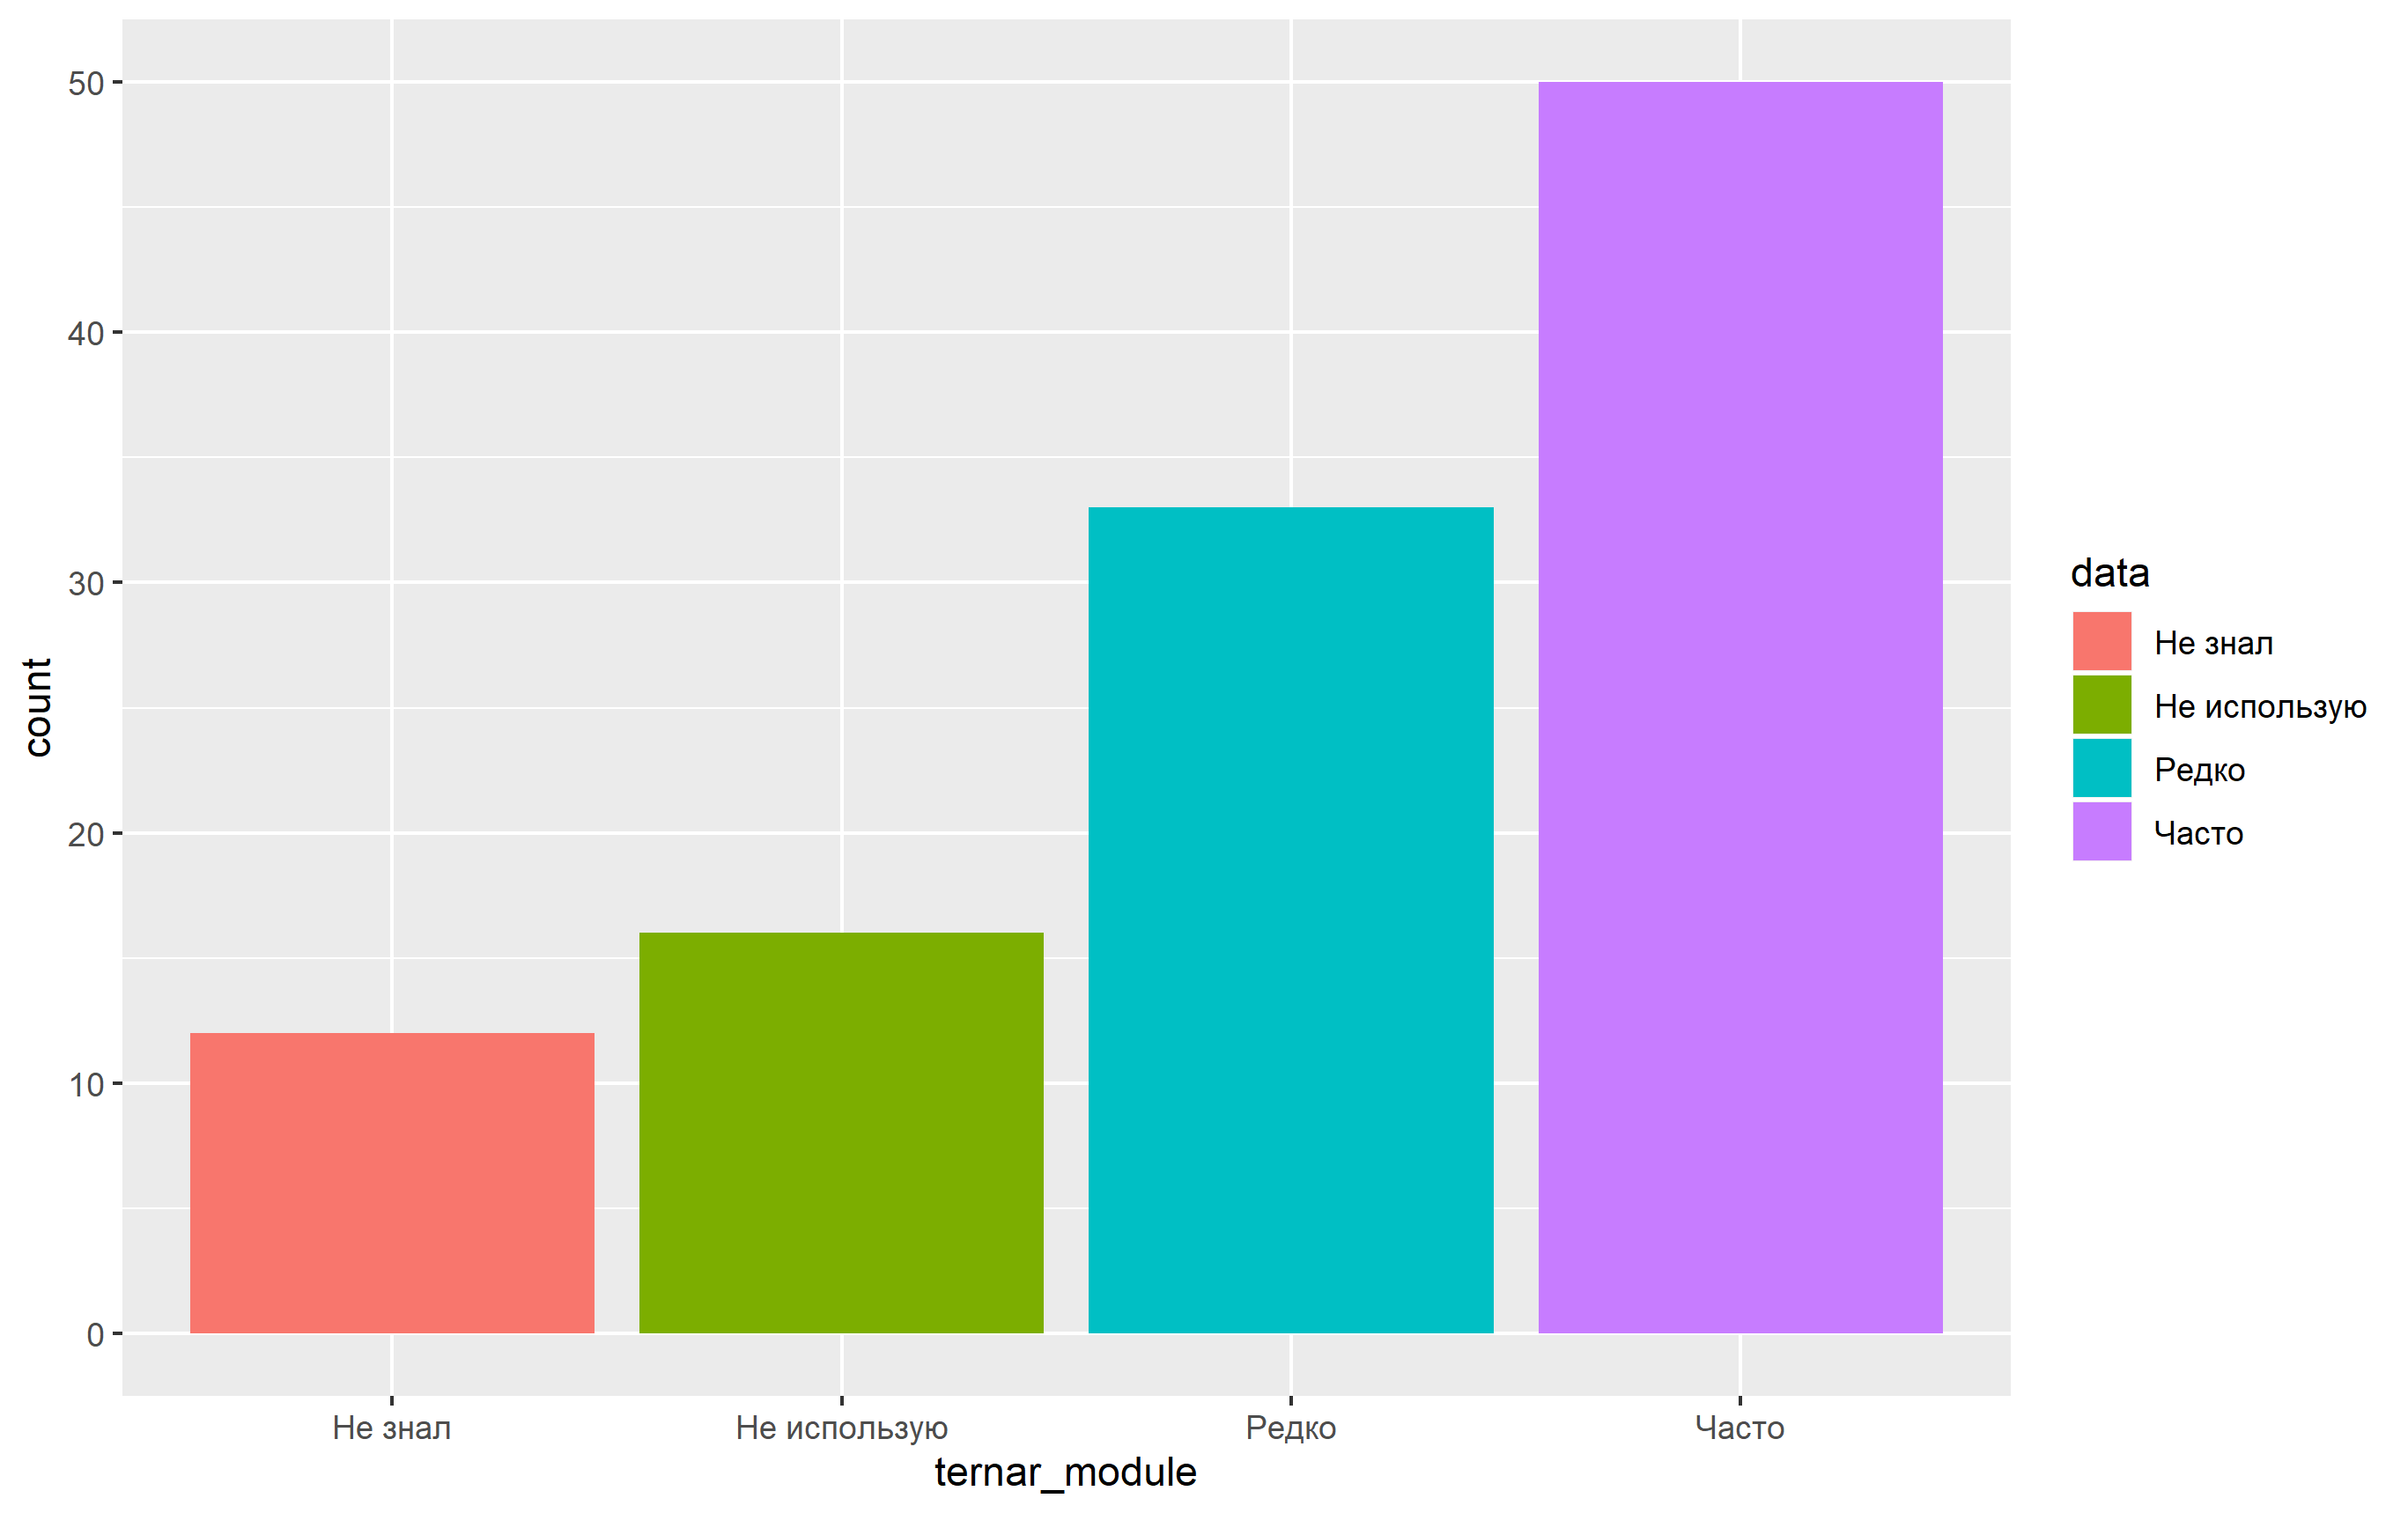 50
40
30
20
10
0
count
Не знал
Не использую
Редко
Часто
ternar_module
data
Не знал
Не использую
Редко
Часто